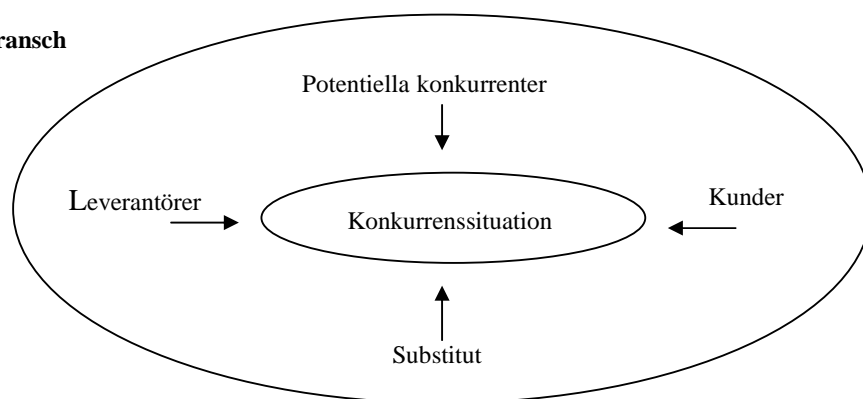 ransch
Potentiella konkurrenter
Leverantörer
Kunder
Konkurrenssituation
Substitut